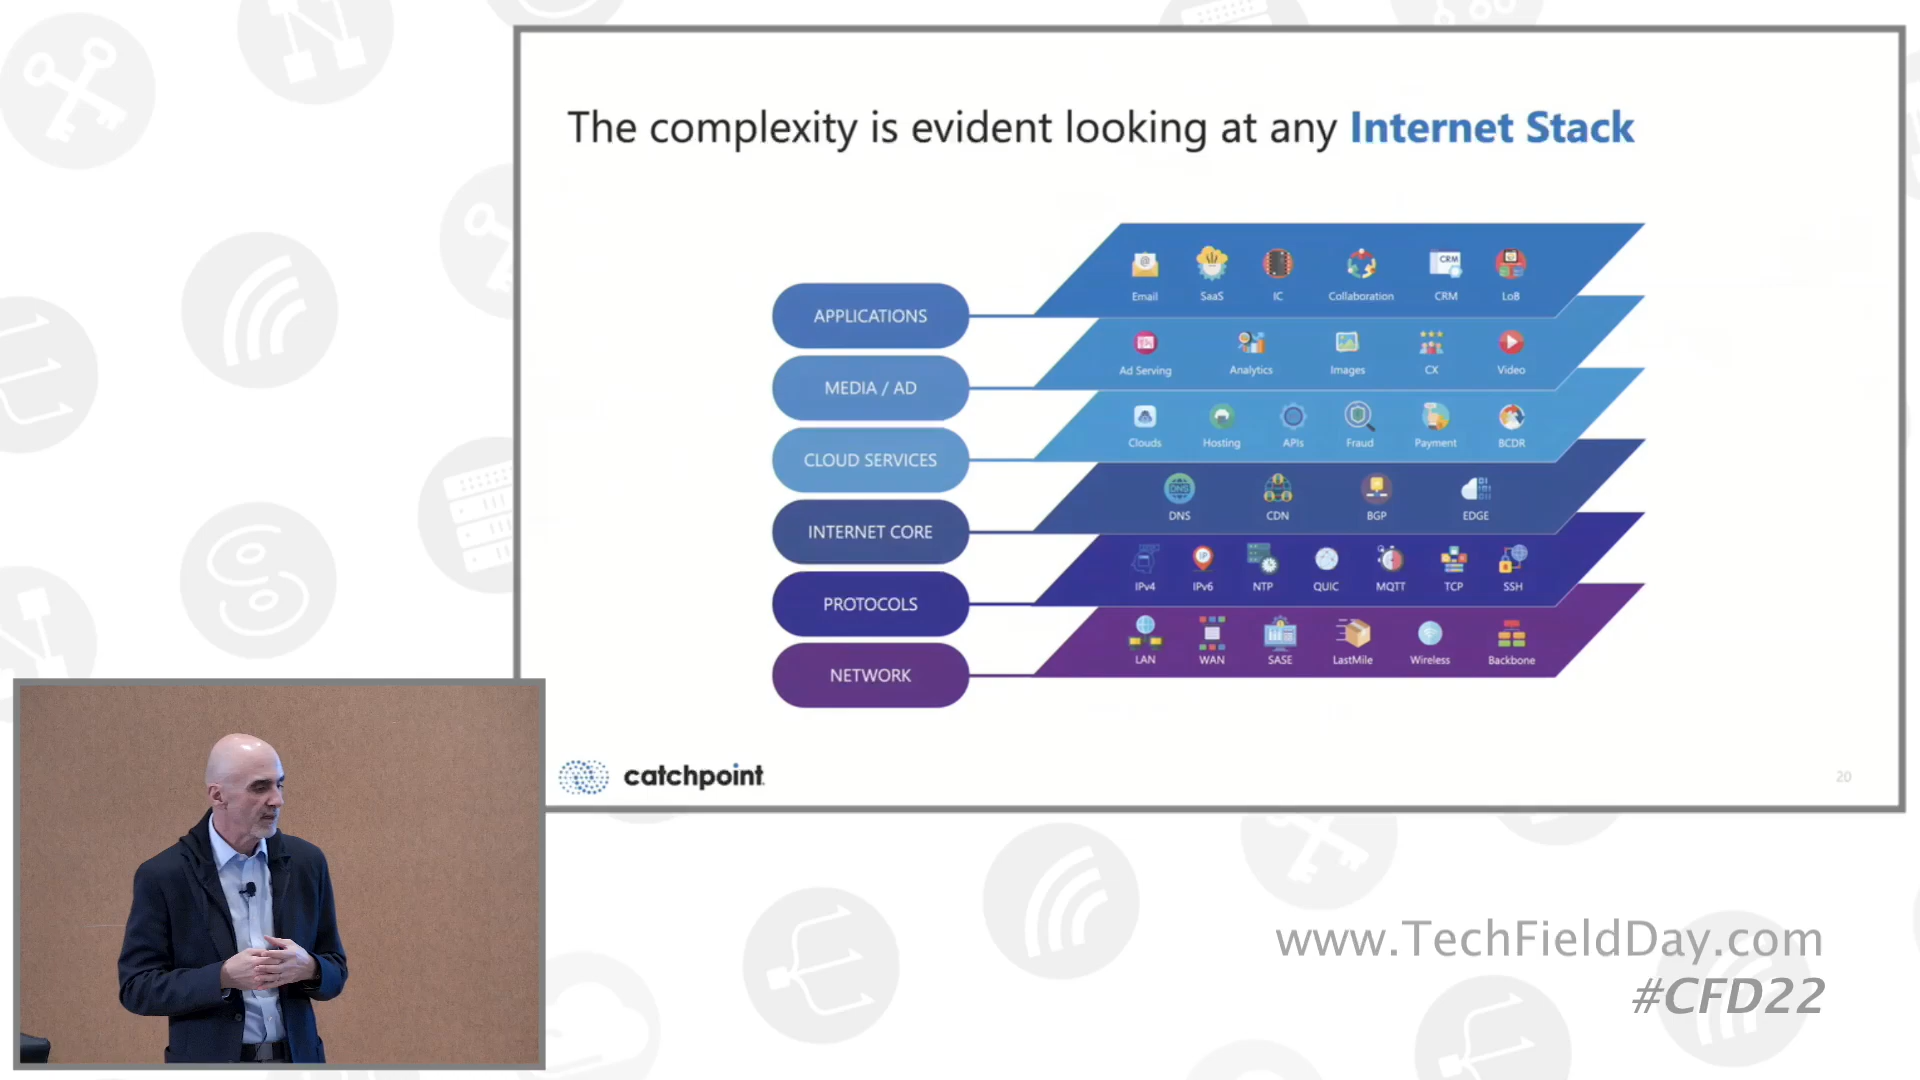 The complexity is evident looking at any Internet Stack
APPLICATIONS
Email SaaS IC Collaboration CRM LoB
MEDIA / AD
Ad Serving Analytics Images CX Video
CLOUD SERVICES
Clouds Hosting APIs Fraud Payment BCDR
INTERNET CORE
DNS CDN BGP EDGE
PROTOCOLS
IPv4 IPv6 NTP QUIC MQTT TCP SSH
NETWORK
LAN WAN SASE LastMile Wireless Backbone
catchpoint.
20
www.TechFieldDay.com
#CFD22